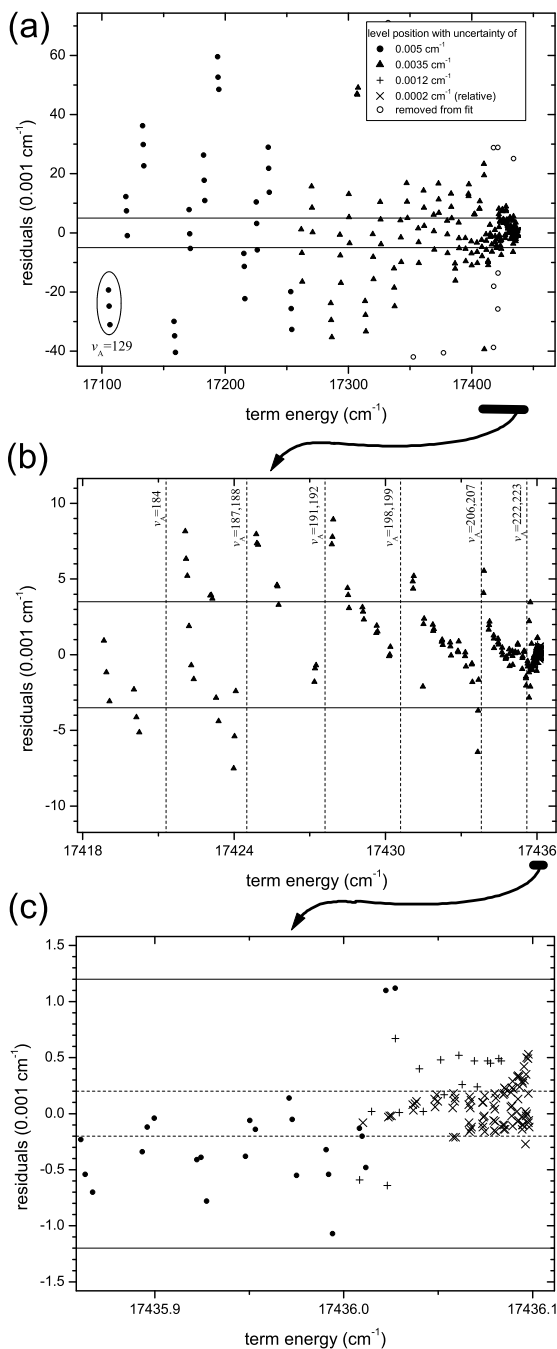 (a)
level position with uncertainty of
0.005 cm⁻¹
0.0035 cm⁻¹
0.0012 cm⁻¹
0.0002 cm⁻¹ (relative)
removed from fit
60
40
20
0
-20
-40
residuals (0.001 cm⁻¹)
v_A=129
17100 17200 17300 17400
term energy (cm⁻¹)
(b)
10
5
0
-5
-10
residuals (0.001 cm⁻¹)
v_A=184
v_A=187,188
v_A=191,192
v_A=198,199
v_A=206,207
v_A=222,223
17418 17424 17430 17436
term energy (cm⁻¹)
(c)
1.5
1.0
0.5
0.0
-0.5
-1.0
-1.5
residuals (0.001 cm⁻¹)
17435.9 17436.0 17436.1
term energy (cm⁻¹)